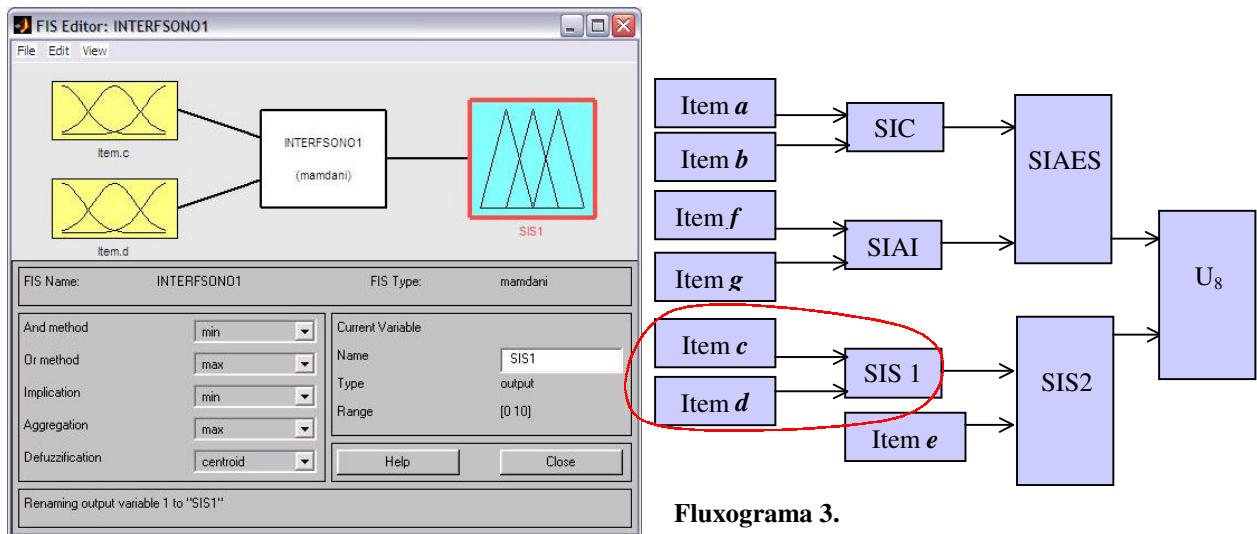 FIS Editor: INTERFSONO1
File Edit View
Item.c
INTERFSONO1
(mamdani)
Item.d
SIS1
FIS Name: INTERFSONO1 FIS Type: mamdani
And method min
Or method max
Implication min
Aggregation max
Defuzzification centroid
Current Variable
Name SIS1
Type output
Range [0 10]
Help Close
Renaming output variable 1 to "SIS1"
Item a
Item b
SIC
SIAES
Item f
Item g
SIAI
U8
Item c
Item d
SIS 1
SIS2
Item e
Fluxograma 3.